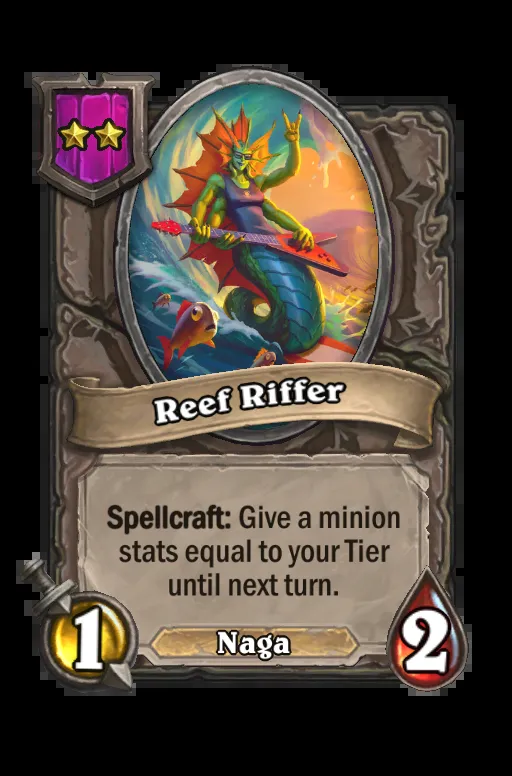 Reef Riffer
Spellcraft: Give a minion
stats equal to your Tier
until next turn.
1
Naga
2